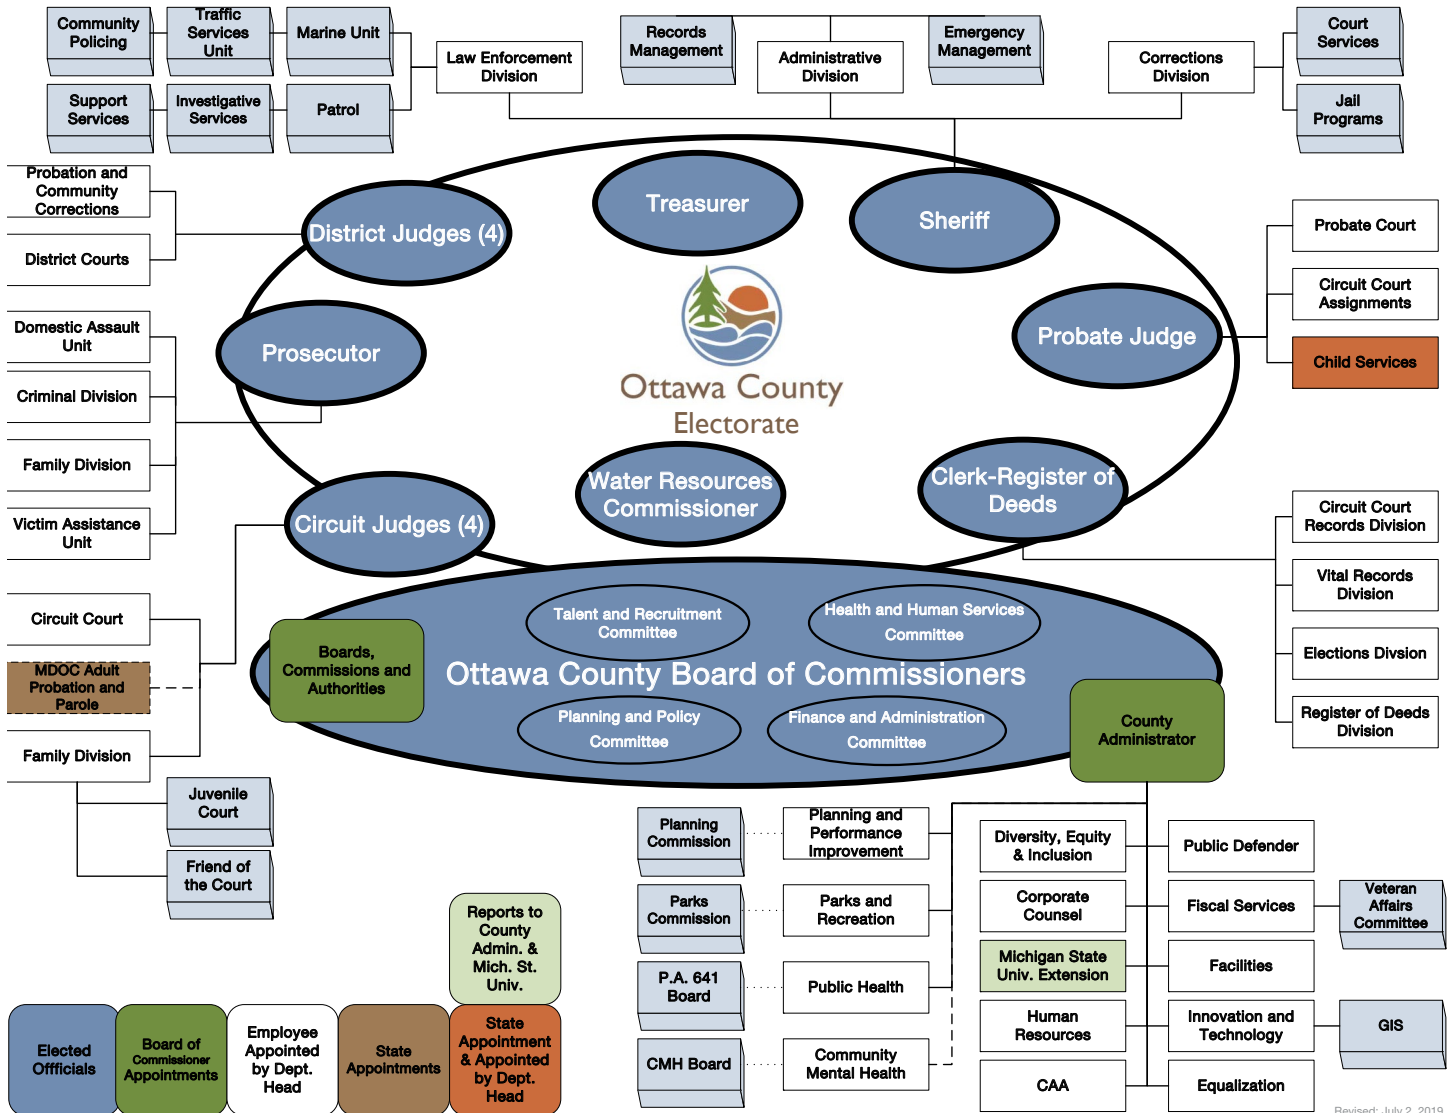 Community
Policing
Traffic
Services
Unit
Marine Unit
Support
Services
Investigative
Services
Patrol
Law Enforcement
Division
Records
Management
Administrative
Division
Emergency
Management
Corrections
Division
Court
Services
Jail
Programs
Probation and
Community
Corrections
District Courts
District Judges (4)
Treasurer
Sheriff
Probate Court
Circuit Court
Assignments
Child Services
Probate Judge
Domestic Assault
Unit
Criminal Division
Family Division
Victim Assistance
Unit
Prosecutor
Ottawa County
Electorate
Circuit Judges (4)
Water Resources
Commissioner
Clerk-Register of
Deeds
Circuit Court
Records Division
Vital Records
Division
Elections Divsion
Register of Deeds
Division
Circuit Court
MDOC Adult
Probation and
Parole
Family Division
Juvenile
Court
Friend of
the Court
Boards,
Commissions and
Authorities
Talent and Recruitment
Committee
Health and Human Services
Committee
Ottawa County Board of Commissioners
Planning and Policy
Committee
Finance and Administration
Committee
County
Administrator
Planning
Commission
Planning and
Performance
Improvement
Parks
Commission
Parks and
Recreation
P.A. 641
Board
Public Health
CMH Board
Community
Mental Health
Diversity, Equity
& Inclusion
Public Defender
Corporate
Counsel
Fiscal Services
Veteran
Affairs
Committee
Michigan State
Univ. Extension
Facilities
Human
Resources
Innovation and
Technology
GIS
CAA
Equalization
Reports to
County
Admin. &
Mich. St.
Univ.
Elected
Offficials
Board of
Commissioner
Appointments
Employee
Appointed
by Dept.
Head
State
Appointments
State
Appointment
& Appointed
by Dept.
Head
Revised: July 2, 2019